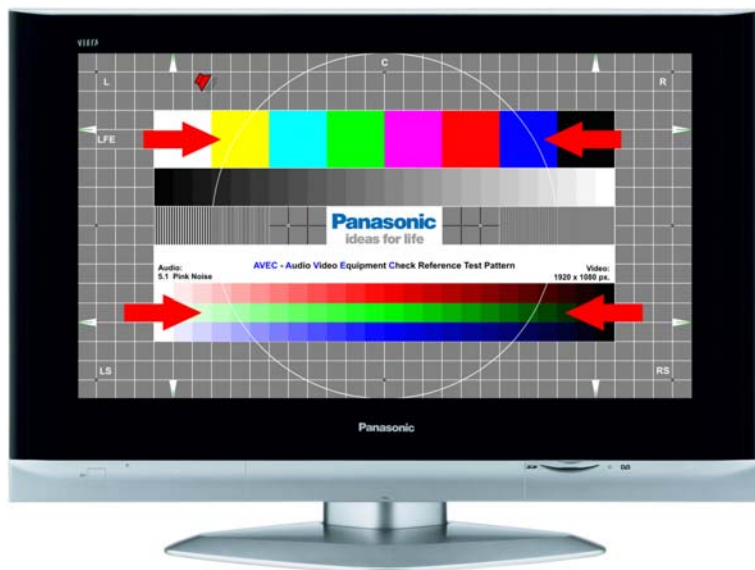 VIERA
L
C
R
LFE
Panasonic
ideas for life
Audio:
5.1 Pink Noise
AVEC - Audio Video Equipment Check Reference Test Pattern
Video:
1920 x 1080 px.
LS
RS
Panasonic